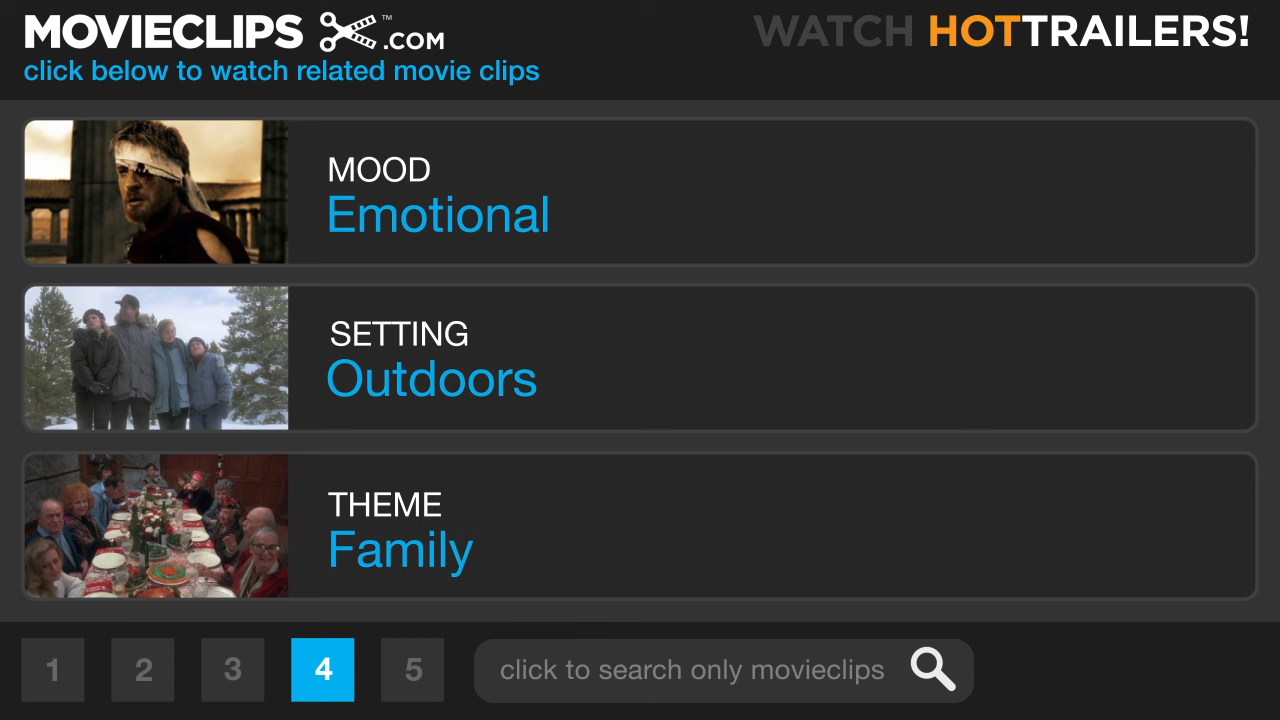 MOVIECLIPS ™ .COM
WATCH HOTTRAILERS!
click below to watch related movie clips
MOOD
Emotional
SETTING
Outdoors
THEME
Family
1 2 3 4 5 click to search only movieclips